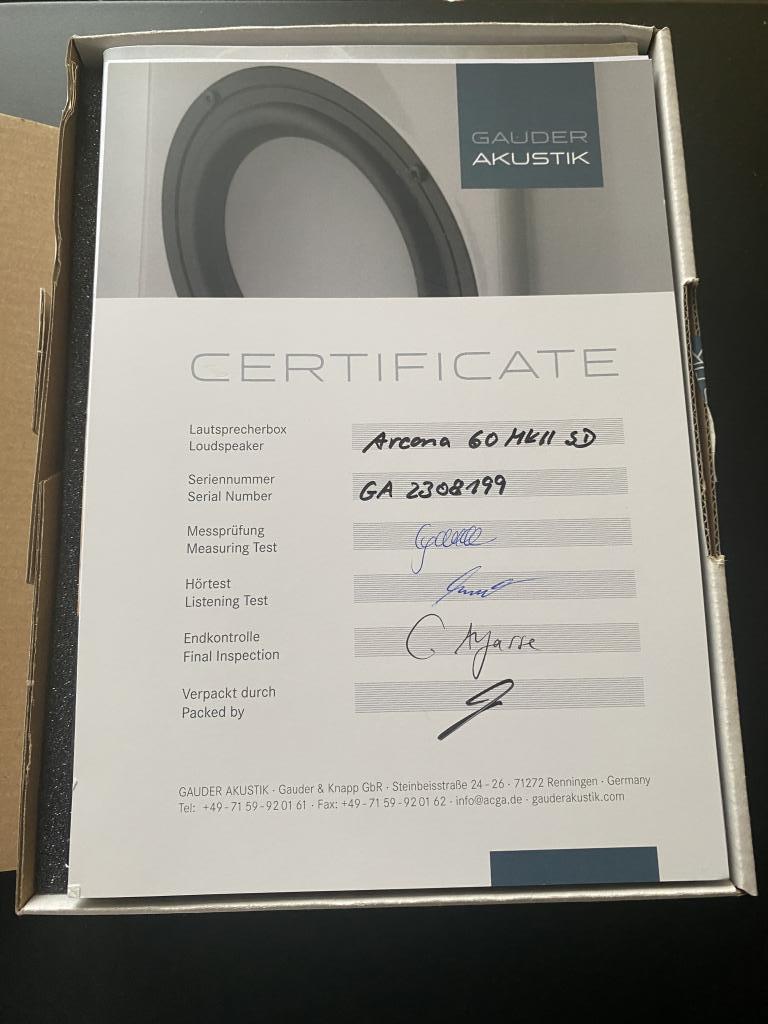 GAUDER
AKUSTIK
CERTIFICATE
Lautsprecherbox
Loudspeaker
Arcona 60 MKII SD
Seriennummer
Serial Number
GA 2308199
Messprüfung
Measuring Test
Hörtest
Listening Test
Endkontrolle
Final Inspection
Verpackt durch
Packed by
GAUDER AKUSTIK · Gauder & Knapp GbR · Steinbeisstraße 24 - 26 · 71272 Renningen · Germany
Tel: +49 - 71 59 - 92 01 61 · Fax: +49 - 71 59 - 92 01 62 · info@acga.de · gauderakustik.com